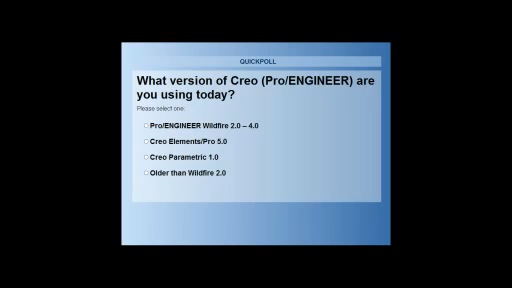 QUICKPOLL
What version of Creo (Pro/ENGINEER) are
you using today?
Please select one:
Pro/ENGINEER Wildfire 2.0 – 4.0
Creo Elements/Pro 5.0
Creo Parametric 1.0
Older than Wildfire 2.0